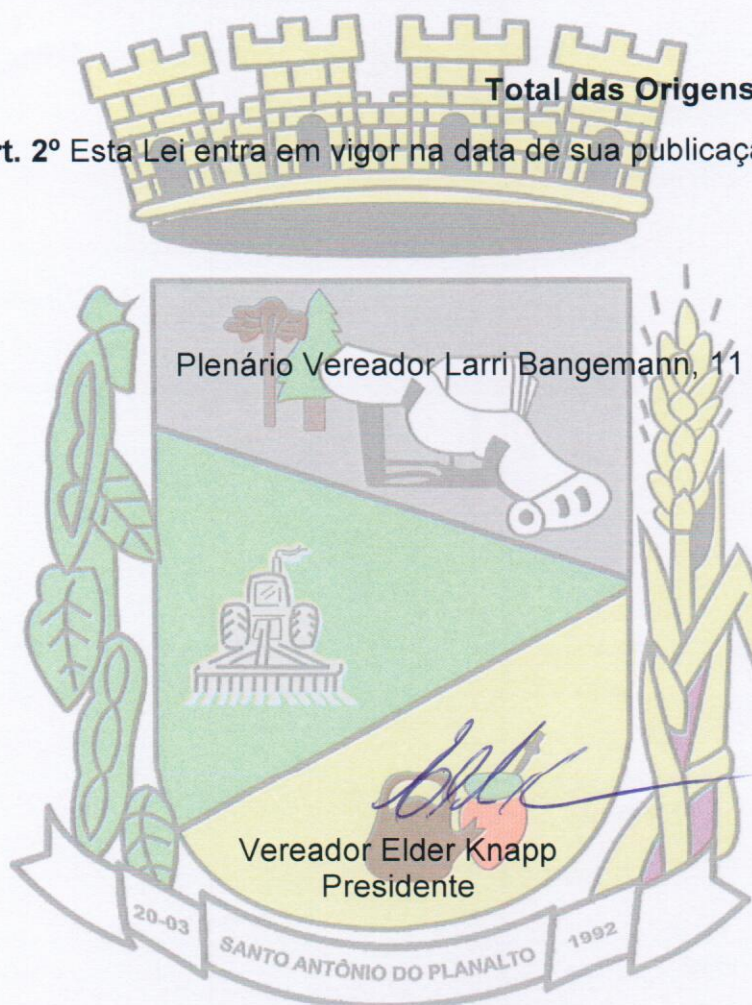 Total das Origens
rt. 2º Esta Lei entra em vigor na data de sua publicaçã
Plenário Vereador Larri Bangemann, 11
Vereador Elder Knapp
Presidente
20-03 SANTO ANTÔNIO DO PLANALTO 1992